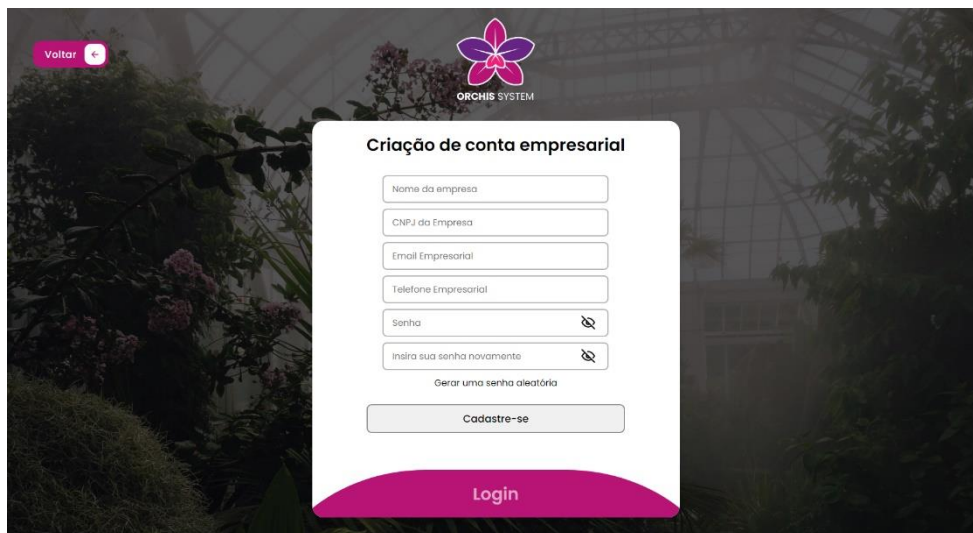 Voltar
ORCHIS SYSTEM
Criação de conta empresarial
Nome da empresa
CNPJ da Empresa
Email Empresarial
Telefone Empresarial
Senha
Insira sua senha novamente
Gerar uma senha aleatória
Cadastre-se
Login